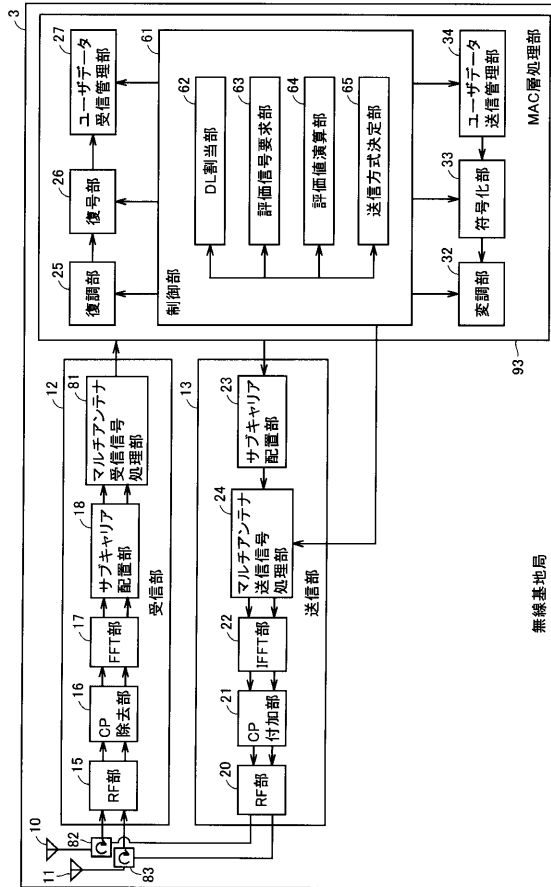 3
10
11
82
83
12
15
RF部
16
CP
除去部
17
FFT部
18
サブキャリア
配置部
81
マルチアンテナ
受信信号
処理部
受信部
13
20
RF部
21
CP
付加部
22
IFFT部
24
マルチアンテナ
送信信号
処理部
23
サブキャリア
配置部
送信部
25
復調部
26
復号部
27
ユーザデータ
受信管理部
61
制御部
62
DL割当部
63
評価信号要求部
64
評価値演算部
65
送信方式決定部
32
変調部
33
符号化部
34
ユーザデータ
送信管理部
MAC層処理部
93
無線基地局